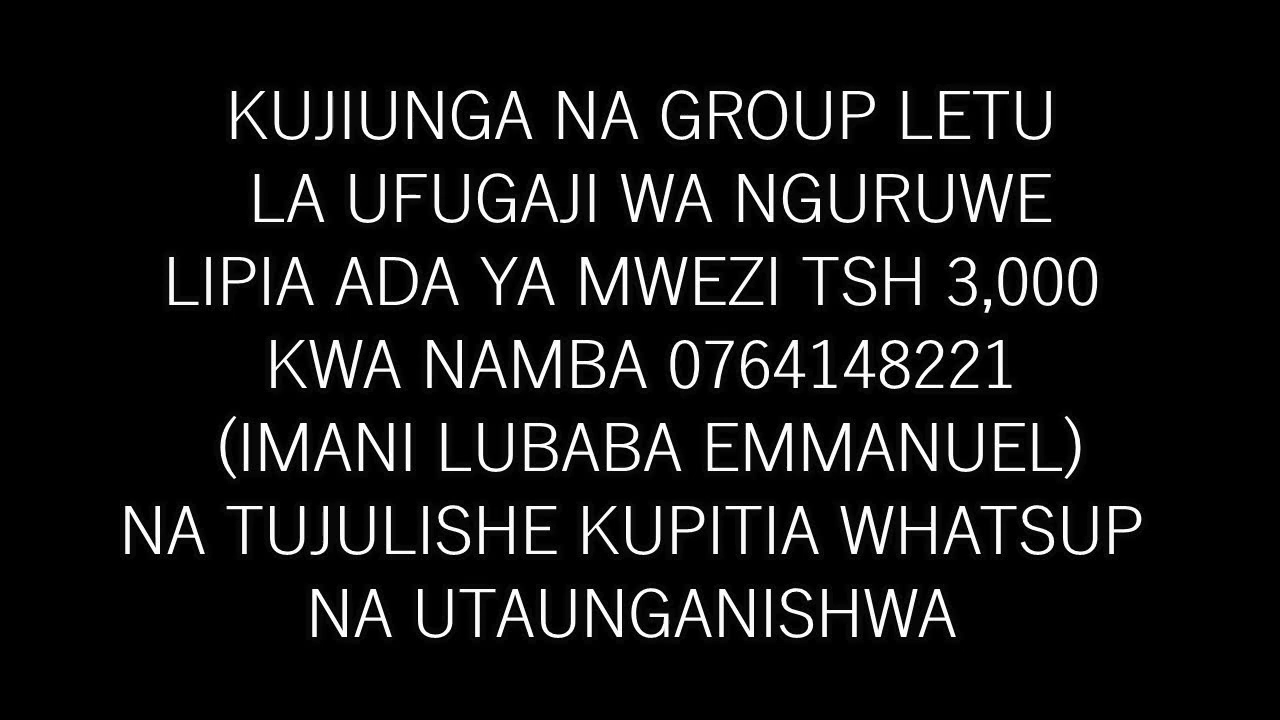 KUJIUNGA NA GROUP LETU
LA UFUGAJI WA NGURUWE
LIPIA ADA YA MWEZI TSH 3,000
KWA NAMBA 0764148221
(IMANI LUBABA EMMANUEL)
NA TUJULISHE KUPITIA WHATSUP
NA UTAUNGANISHWA